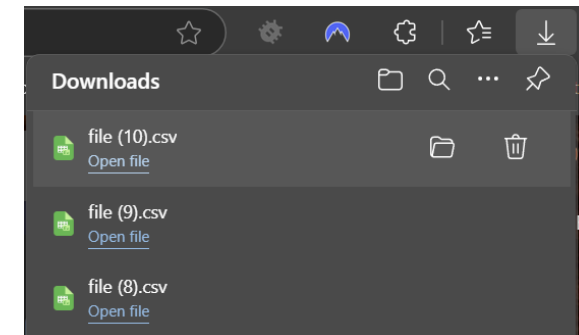 Downloads
file (10).csv
Open file
file (9).csv
Open file
file (8).csv
Open file